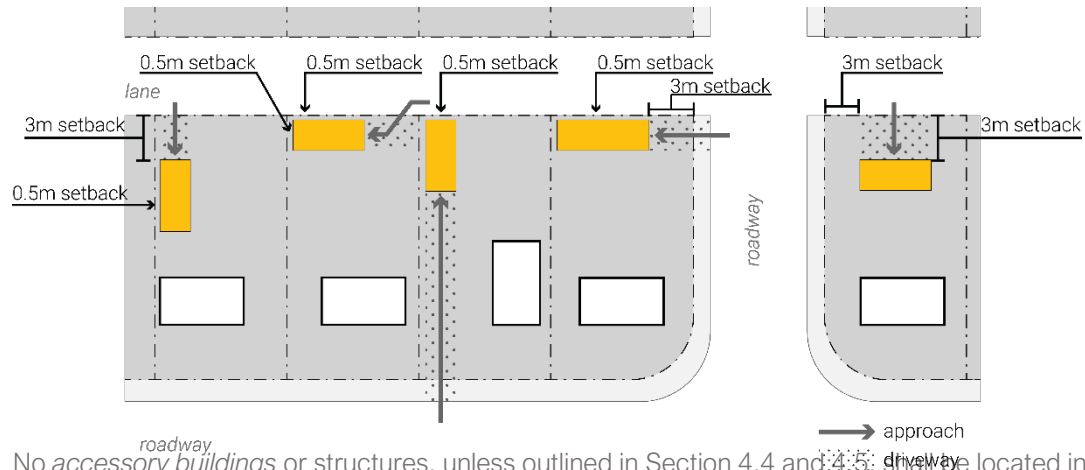 0.5m setback
0.5m setback
0.5m setback
0.5m setback
3m setback
lane
3m setback
3m setback
3m setback
0.5m setback
roadway
roadway
approach
driveway
No accessory buildings or structures, unless outlined in Section 4.4 and 4.5, located in